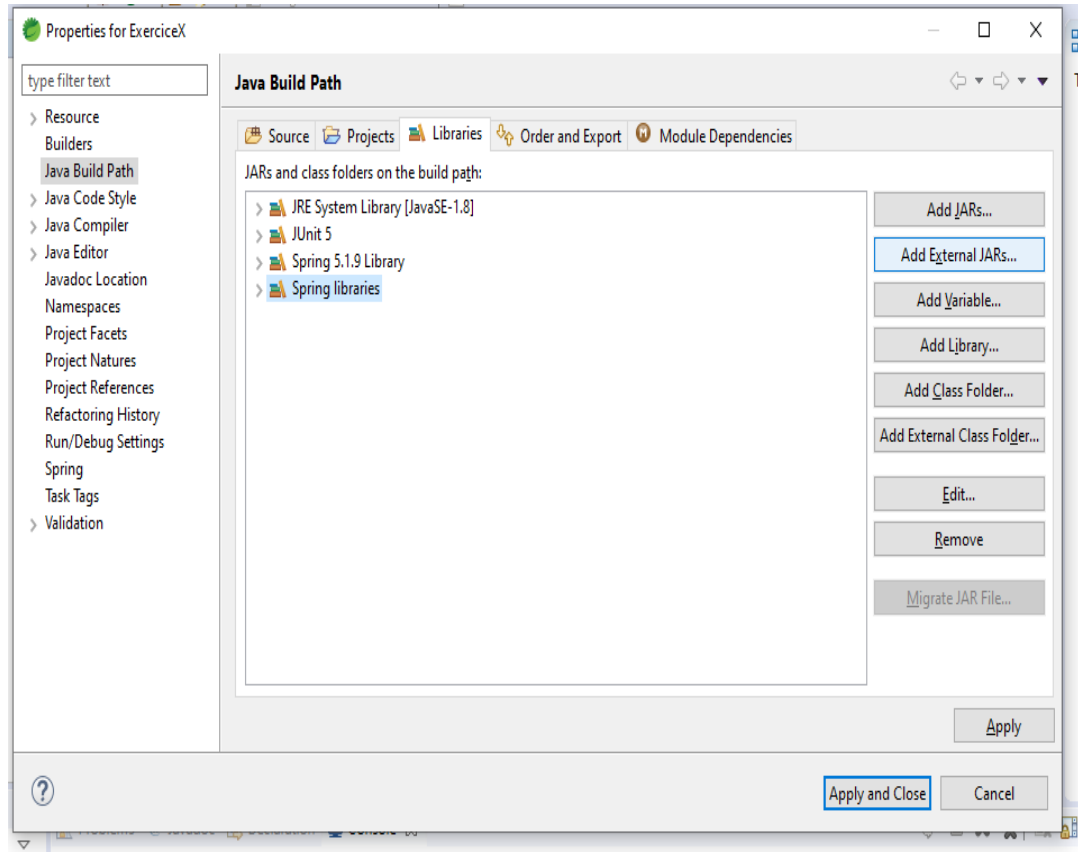 Properties for ExerciceX
type filter text
Resource
Builders
Java Build Path
Java Code Style
Java Compiler
Java Editor
Javadoc Location
Namespaces
Project Facets
Project Natures
Project References
Refactoring History
Run/Debug Settings
Spring
Task Tags
Validation
Java Build Path
Source Projects Libraries Order and Export Module Dependencies
JARs and class folders on the build path:
JRE System Library [JavaSE-1.8]
JUnit 5
Spring 5.1.9 Library
Spring libraries
Add JARs...
Add External JARs...
Add Variable...
Add Library...
Add Class Folder...
Add External Class Folder...
Edit...
Remove
Migrate JAR File...
Apply
Apply and Close Cancel